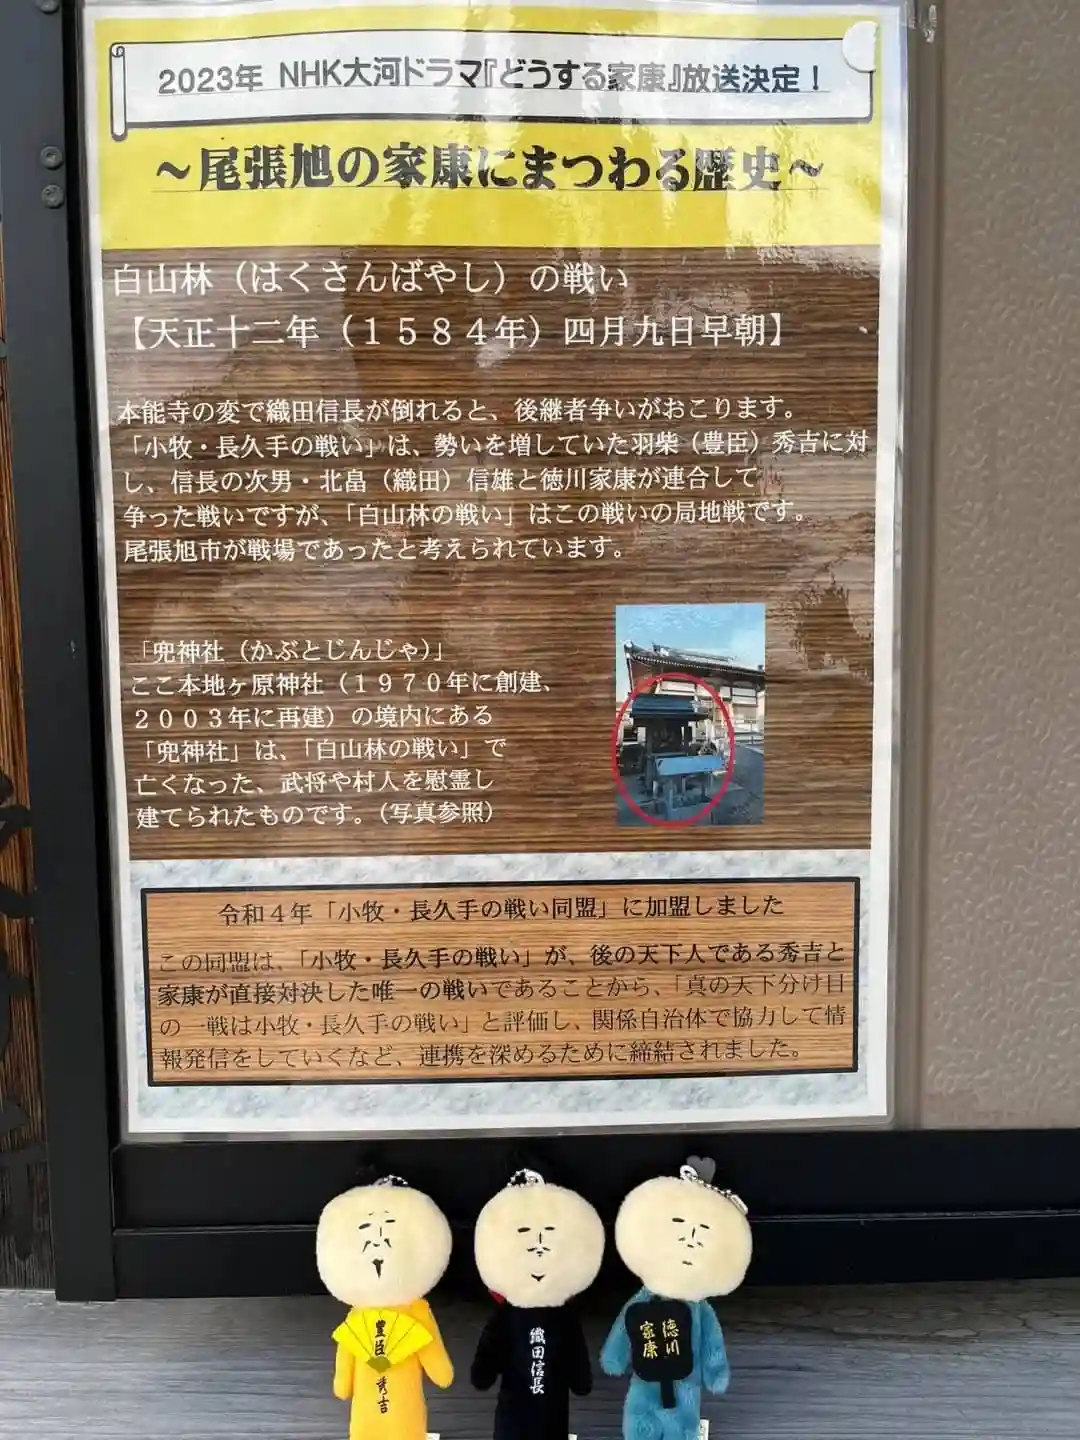 2023年 NHK大河ドラマ『どうする家康』放送決定！
～尾張旭の家康にまつわる歴史～
白山林（はくさんばやし）の戦い
【天正十二年（１５８４年）四月九日早朝】
本能寺の変で織田信長が倒れると、後継者争いがおこります。
「小牧・長久手の戦い」は、勢いを増していた羽柴（豊臣）秀吉に対
し、信長の次男・北畠（織田）信雄と徳川家康が連合して
争った戦いですが、「白山林の戦い」はこの戦いの局地戦です。
尾張旭市が戦場であったと考えられています。
「兜神社（かぶとじんじゃ）」
ここ本地ヶ原神社（１９７０年に創建、
２００３年に再建）の境内にある
「兜神社」は、「白山林の戦い」で
亡くなった、武将や村人を慰霊し
建てられたものです。（写真参照）
令和４年「小牧・長久手の戦い同盟」に加盟しました
この同盟は、「小牧・長久手の戦い」が、後の天下人である秀吉と
家康が直接対決した唯一の戦いであることから、「真の天下分け目
の一戦は小牧・長久手の戦い」と評価し、関係自治体で協力して情
報発信をしていくなど、連携を深めるために締結されました。
豊臣秀吉
織田信長
徳川
家康